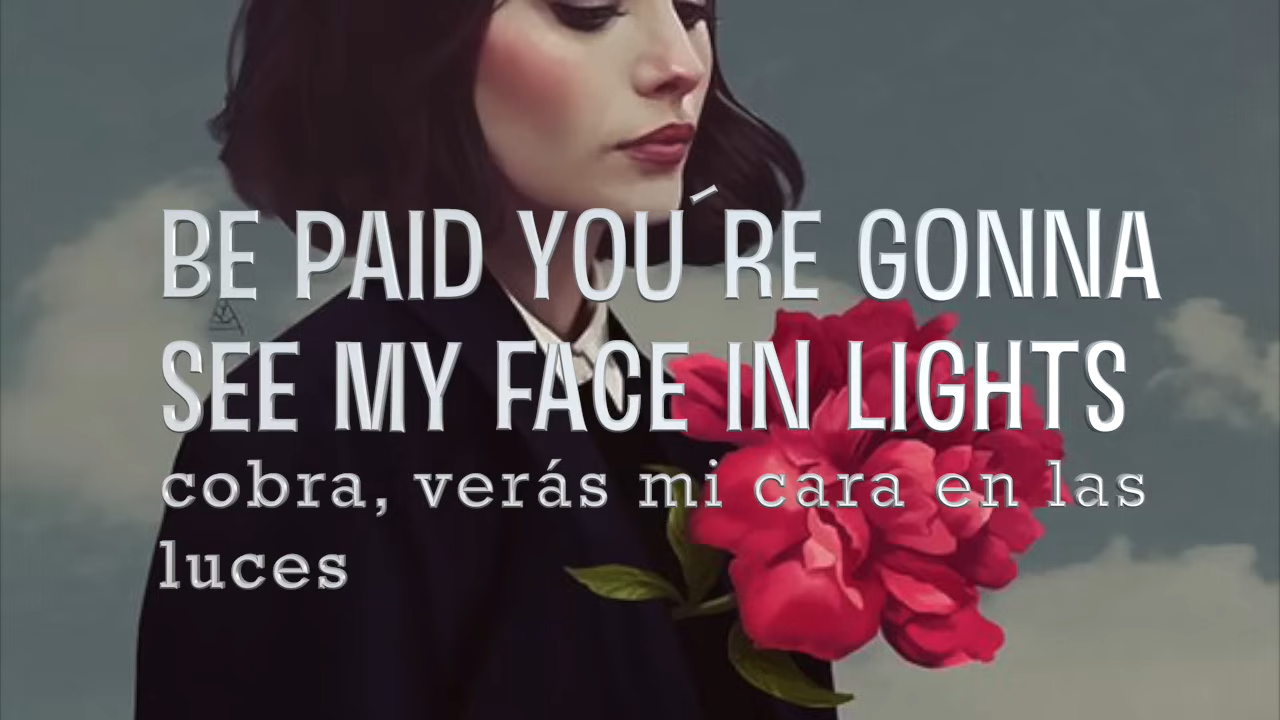 BE PAID YOU´RE GONNA
SEE MY FACE IN LIGHTS
cobra, verás mi cara en las
luces